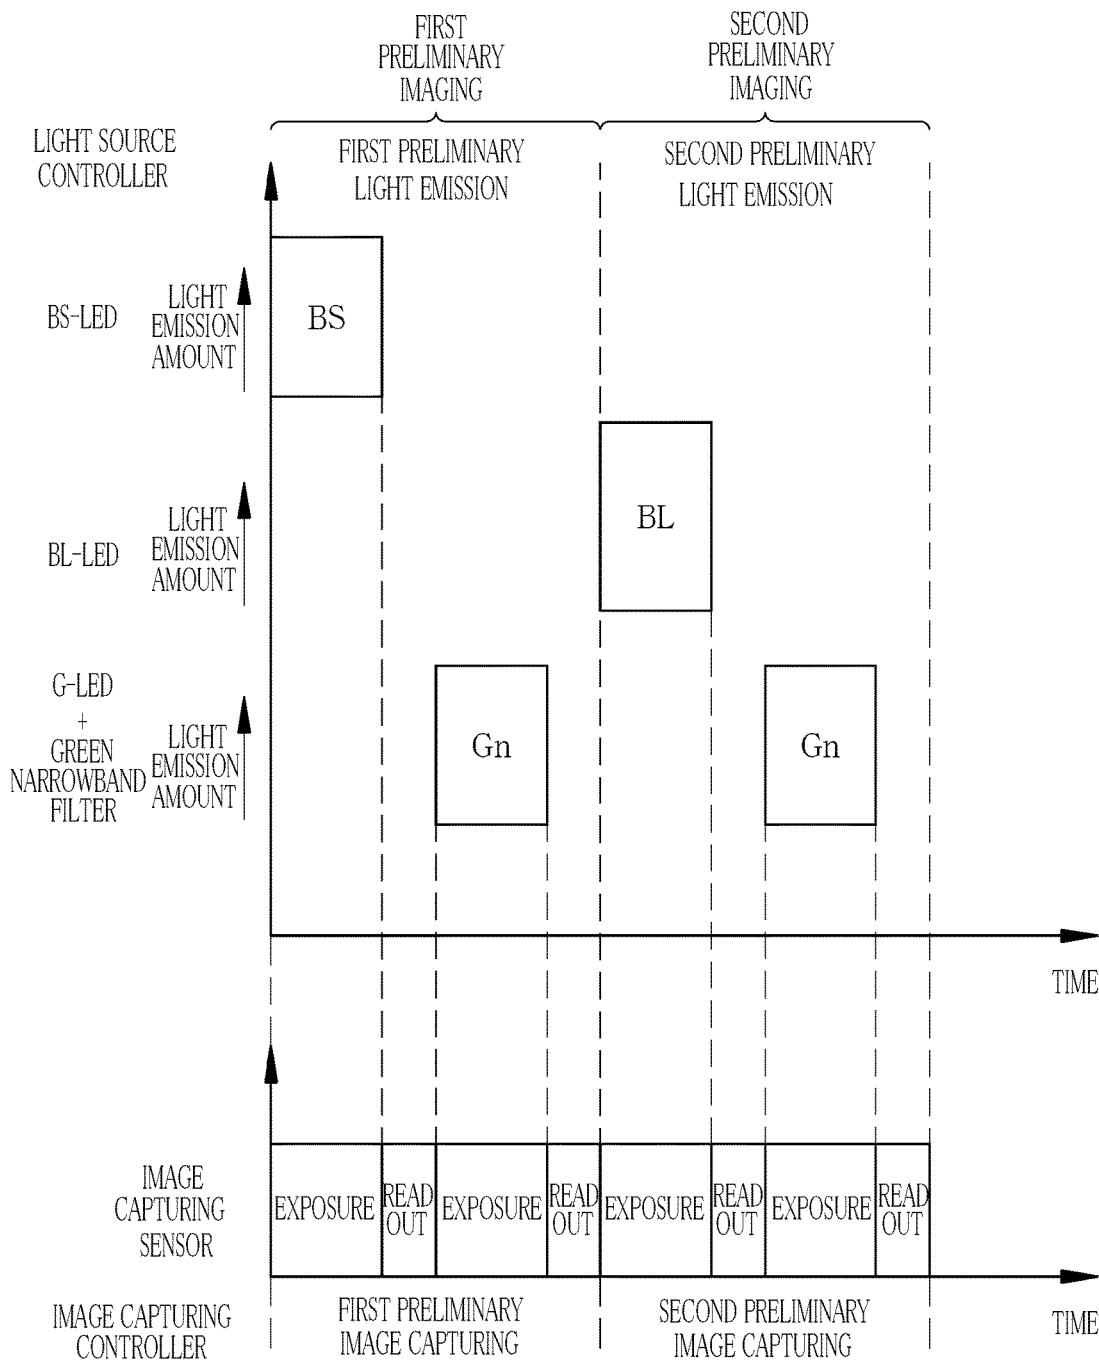 FIRST
PRELIMINARY
IMAGING
SECOND
PRELIMINARY
IMAGING
LIGHT SOURCE
CONTROLLER
FIRST PRELIMINARY
LIGHT EMISSION
SECOND PRELIMINARY
LIGHT EMISSION
BS-LED
LIGHT
EMISSION
AMOUNT
BS
BL-LED
LIGHT
EMISSION
AMOUNT
BL
G-LED
+
GREEN
NARROWBAND
FILTER
LIGHT
EMISSION
AMOUNT
Gn
Gn
TIME
IMAGE
CAPTURING
SENSOR
EXPOSURE
READ
OUT
EXPOSURE
READ
OUT
EXPOSURE
READ
OUT
EXPOSURE
READ
OUT
IMAGE CAPTURING
CONTROLLER
FIRST PRELIMINARY
IMAGE CAPTURING
SECOND PRELIMINARY
IMAGE CAPTURING
TIME